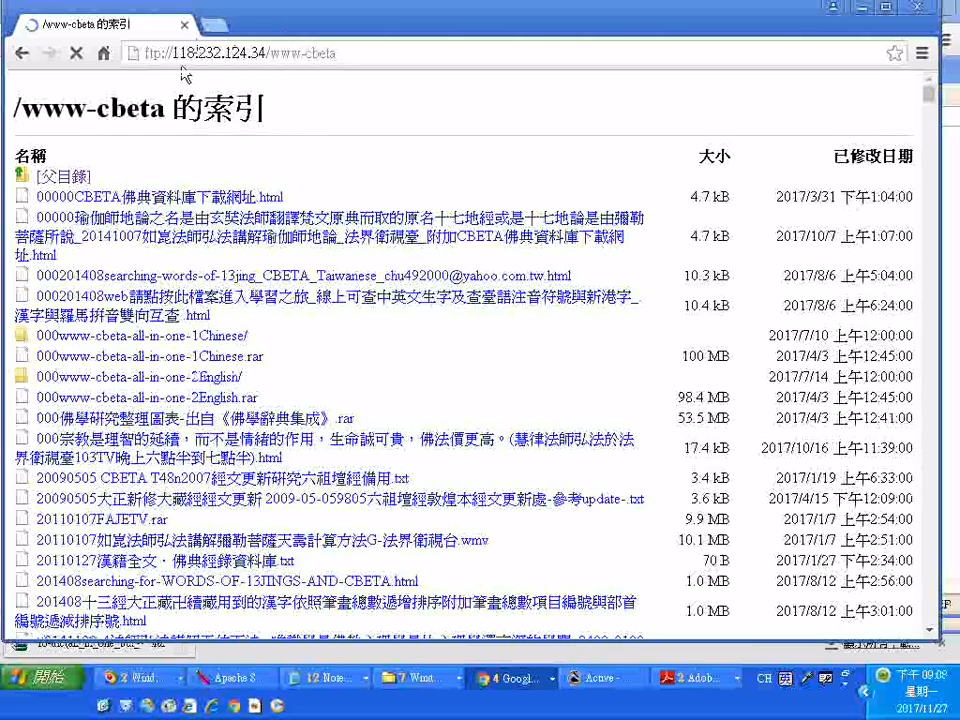 /www-cbeta 的索引
ftp://118.232.124.34/www-cbeta
/www-cbeta 的索引
名稱 大小 已修改日期
[父目錄]
00000CBETA佛典資料庫下載網址.html 4.7 kB 2017/3/31 下午1:04:00
00000瑜伽師地論之名是由玄奘法師翻譯梵文原典而取的原名十七地經或是十七地論是由彌勒
菩薩所說_20141007如崑法師弘法講解瑜伽師地論_法界衛視臺_附加CBETA佛典資料庫下載網 4.7 kB 2017/10/7 上午1:07:00
址.html
000201408searching-words-of-13jing_CBETA_Taiwanese_chu492000@yahoo.com.tw.html 10.3 kB 2017/8/6 上午5:04:00
000201408web請點按此檔案進入學習之旅_線上可查中英文生字及查臺語注音符號與新港字_.
漢字與羅馬拼音雙向互查 .html 10.4 kB 2017/8/6 上午6:24:00
000www-cbeta-all-in-one-1Chinese/ 2017/7/10 上午12:00:00
000www-cbeta-all-in-one-1Chinese.rar 100 MB 2017/4/3 上午12:45:00
000www-cbeta-all-in-one-2English/ 2017/7/14 上午12:00:00
000www-cbeta-all-in-one-2English.rar 98.4 MB 2017/4/3 上午12:45:00
000佛學研究整理圖表-出自《佛學辭典集成》.rar 53.5 MB 2017/4/3 上午12:41:00
000宗教是理智的延續，而不是情緒的作用，生命誠可貴，佛法價更高。(慧律法師弘法於法
界衛視臺103TV晚上六點半到七點半).html 17.4 kB 2017/10/16 上午11:39:00
20090505 CBETA T48n2007經文更新研究六祖壇經備用.txt 3.4 kB 2017/1/19 上午6:33:00
20090505大正新修大藏經經文更新 2009-05-059805六祖壇經敦煌本經文更新處-參考update-.txt 3.6 kB 2017/4/15 下午12:09:00
20110107FAJETV.rar 9.9 MB 2017/1/7 上午2:54:00
20110107如崑法師弘法講解彌勒菩薩天壽計算方法G-法界衛視台.wmv 10.1 MB 2017/1/7 上午2:51:00
20110127漢籍全文．佛典經錄資料庫.txt 70 B 2017/1/27 下午2:34:00
201408searching-for-WORDS-OF-13JINGS-AND-CBETA.html 1.0 MB 2017/8/12 上午2:56:00
201408十三經大正藏卍續藏用到的漢字依照筆畫總數遞增排序附加筆畫總數項目編號與部首
編號遞減排序號.html 1.0 MB 2017/8/12 上午3:01:00
開始 2 Wind... Apache S 12 Note... 7 Wind... 4 Googl... Active - 2 Adob... CH 英 下午 09:08
星期一
2017/11/27